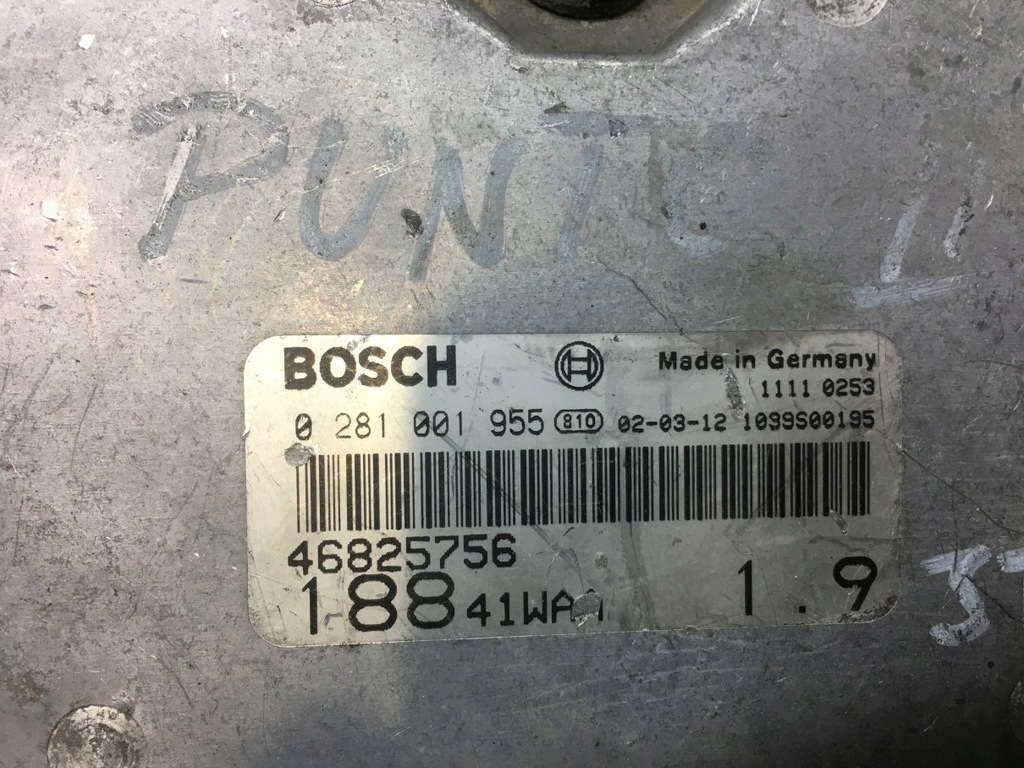 PUNTO
BOSCH
Made in Germany
1111 0253
0 281 001 955 810 02-03-12 1039S00195
46825756
188 41WAA 1.9